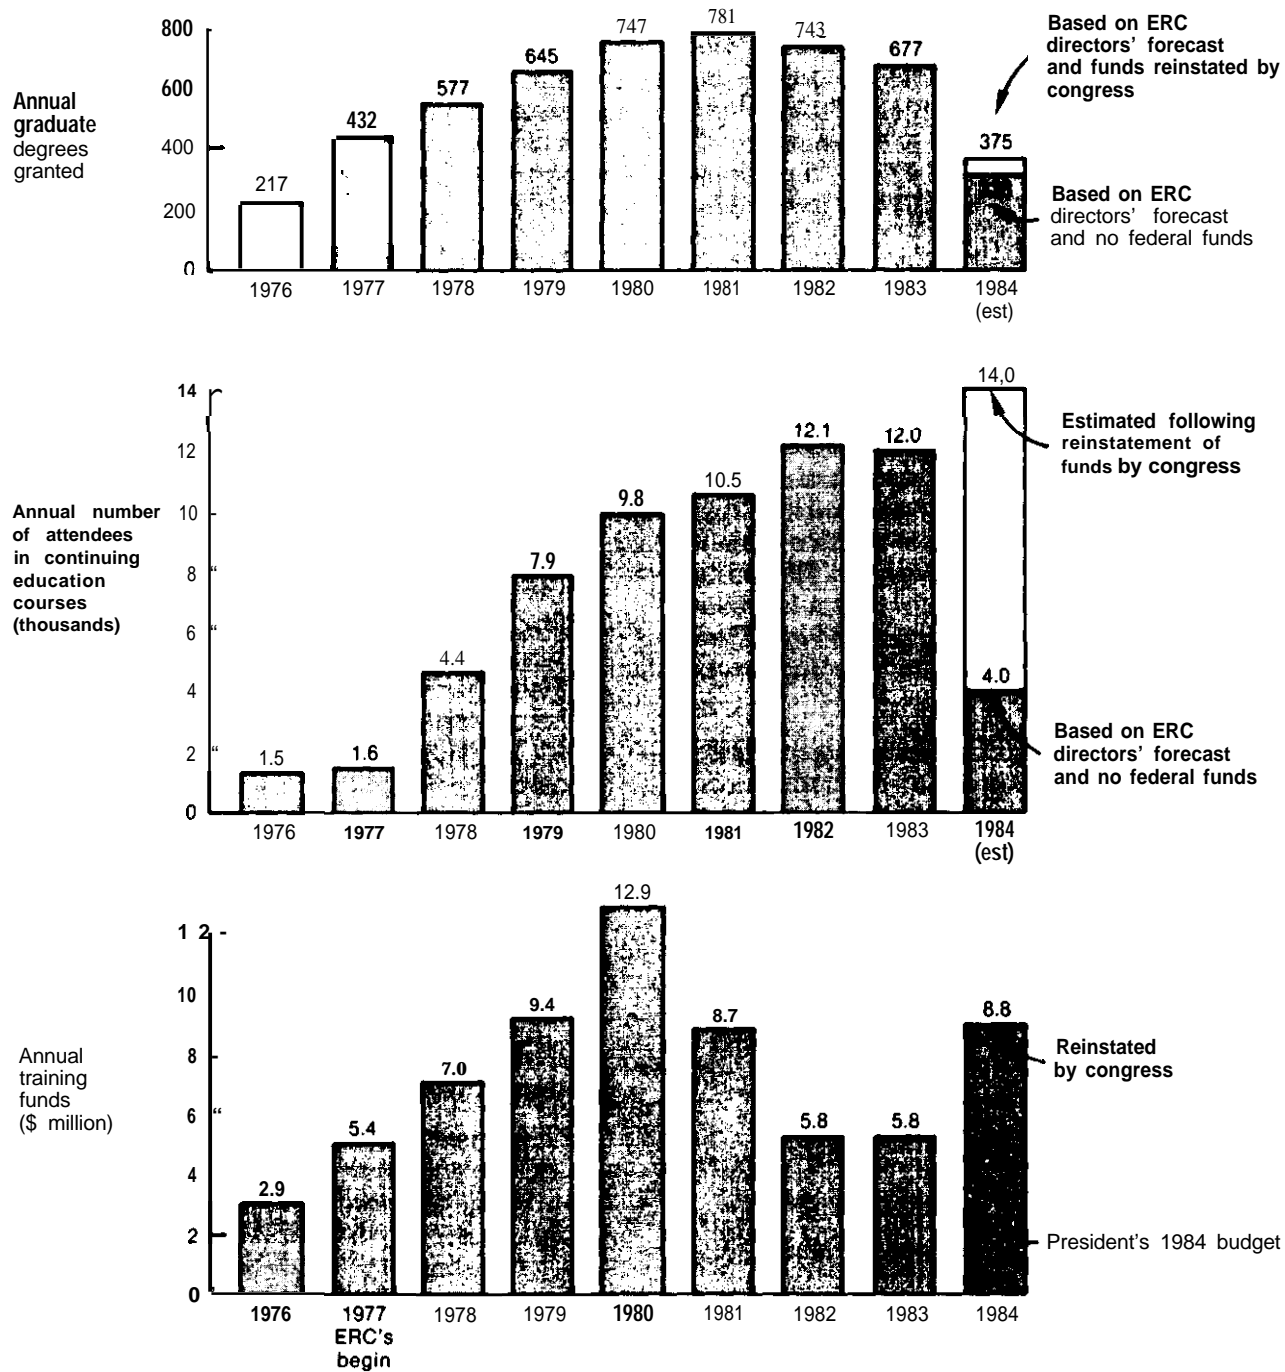 800
600
400
200
0
Annual
graduate
degrees
granted
217
432
577
645
747
781
743
677
375
Based on ERC
directors' forecast
and funds reinstated by
congress
Based on ERC
directors' forecast
and no federal funds
1976
1977
1978
1979
1980
1981
1982
1983
1984
(est)
14
12
10
8
6
4
2
0
Annual number
of attendees
in continuing
education
courses
(thousands)
1.5
1.6
4.4
7.9
9.8
10.5
12.1
12.0
14,0
4.0
Estimated following
reinstatement of
funds by congress
Based on ERC
directors' forecast
and no federal funds
1976
1977
1978
1979
1980
1981
1982
1983
1984
(est)
1 2 -
10
8
6
4
2
0
Annual
training
funds
($ million)
2.9
5.4
7.0
9.4
12.9
8.7
5.8
5.8
8.8
Reinstated
by congress
President's 1984 budget
1976
1977
1978
1979
1980
1981
1982
1983
1984
ERC's
begin